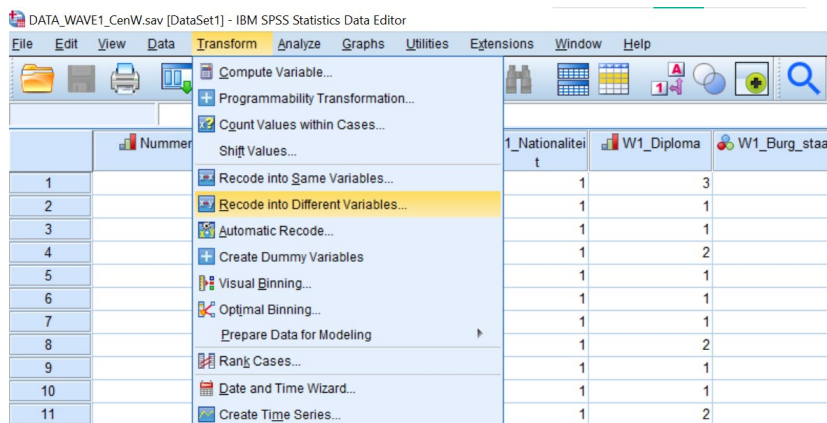 DATA_WAVE1_CenW.sav [DataSet1] - IBM SPSS Statistics Data Editor
File Edit View Data Transform Analyze Graphs Utilities Extensions Window Help
Compute Variable...
Programmability Transformation...
Count Values within Cases...
Shift Values...
Recode into Same Variables...
Recode into Different Variables...
Automatic Recode...
Create Dummy Variables
Visual Binning...
Optimal Binning...
Prepare Data for Modeling
Rank Cases...
Date and Time Wizard...
Create Time Series...
A
1
Nummer 1_Nationalitei W1_Diploma W1_Burg_staa
t
1 1 3
2 1 1
3 1 1
4 1 2
5 1 1
6 1 1
7 1 1
8 1 2
9 1 1
10 1 1
11 1 2